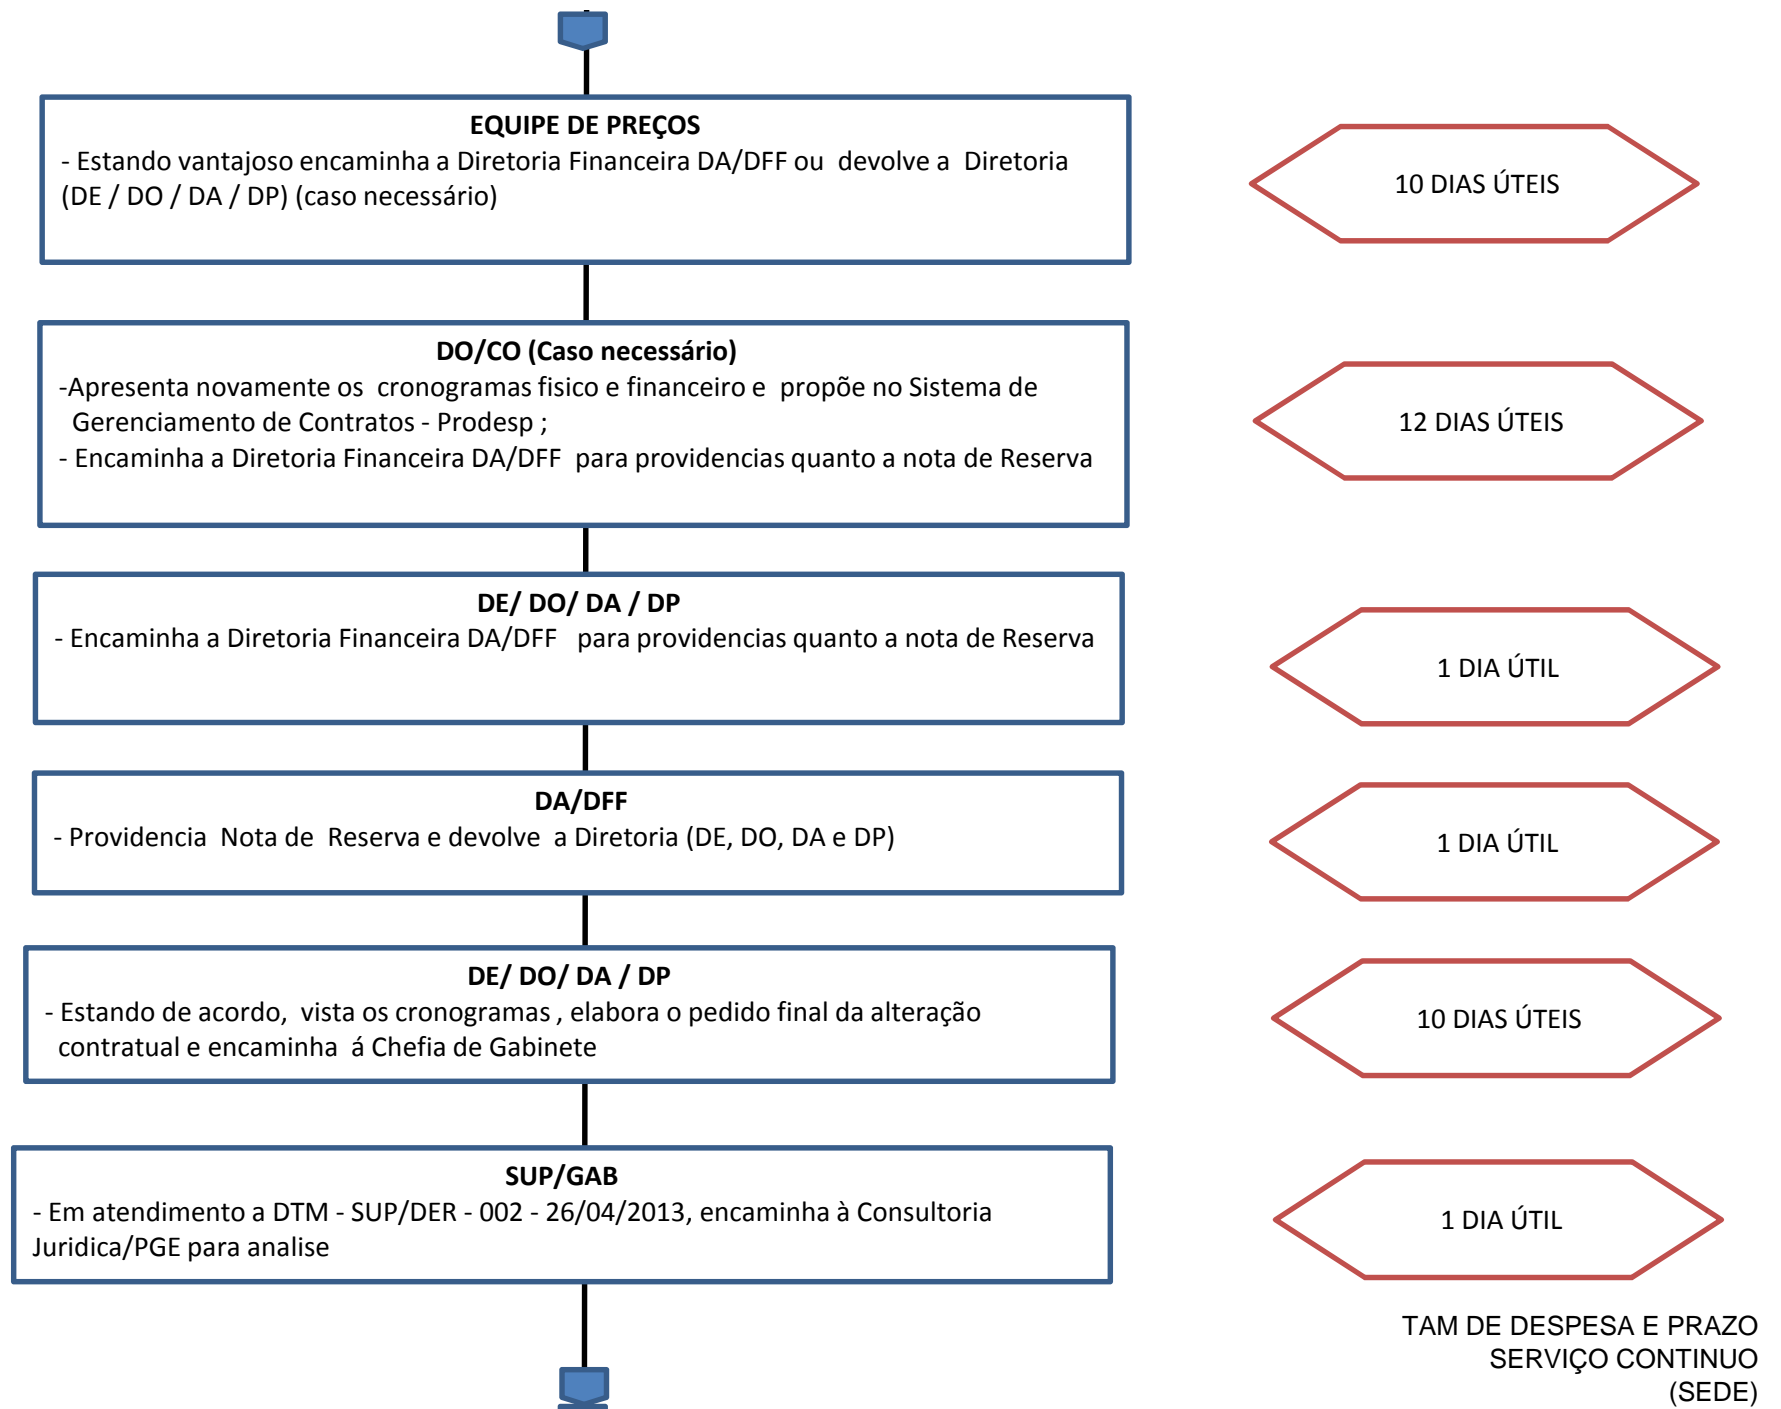 EQUIPE DE PREÇOS
- Estando vantajoso encaminha a Diretoria Financeira DA/DFF ou devolve a Diretoria
(DE / DO / DA / DP) (caso necessário)
10 DIAS ÚTEIS
DO/CO (Caso necessário)
-Apresenta novamente os cronogramas fisico e financeiro e propõe no Sistema de
Gerenciamento de Contratos - Prodesp ;
- Encaminha a Diretoria Financeira DA/DFF para providencias quanto a nota de Reserva
12 DIAS ÚTEIS
DE/ DO/ DA / DP
- Encaminha a Diretoria Financeira DA/DFF para providencias quanto a nota de Reserva
1 DIA ÚTIL
DA/DFF
- Providencia Nota de Reserva e devolve a Diretoria (DE, DO, DA e DP)
1 DIA ÚTIL
DE/ DO/ DA / DP
- Estando de acordo, vista os cronogramas , elabora o pedido final da alteração
contratual e encaminha á Chefia de Gabinete
10 DIAS ÚTEIS
SUP/GAB
- Em atendimento a DTM - SUP/DER - 002 - 26/04/2013, encaminha à Consultoria
Juridica/PGE para analise
1 DIA ÚTIL
TAM DE DESPESA E PRAZO
SERVIÇO CONTINUO
(SEDE)